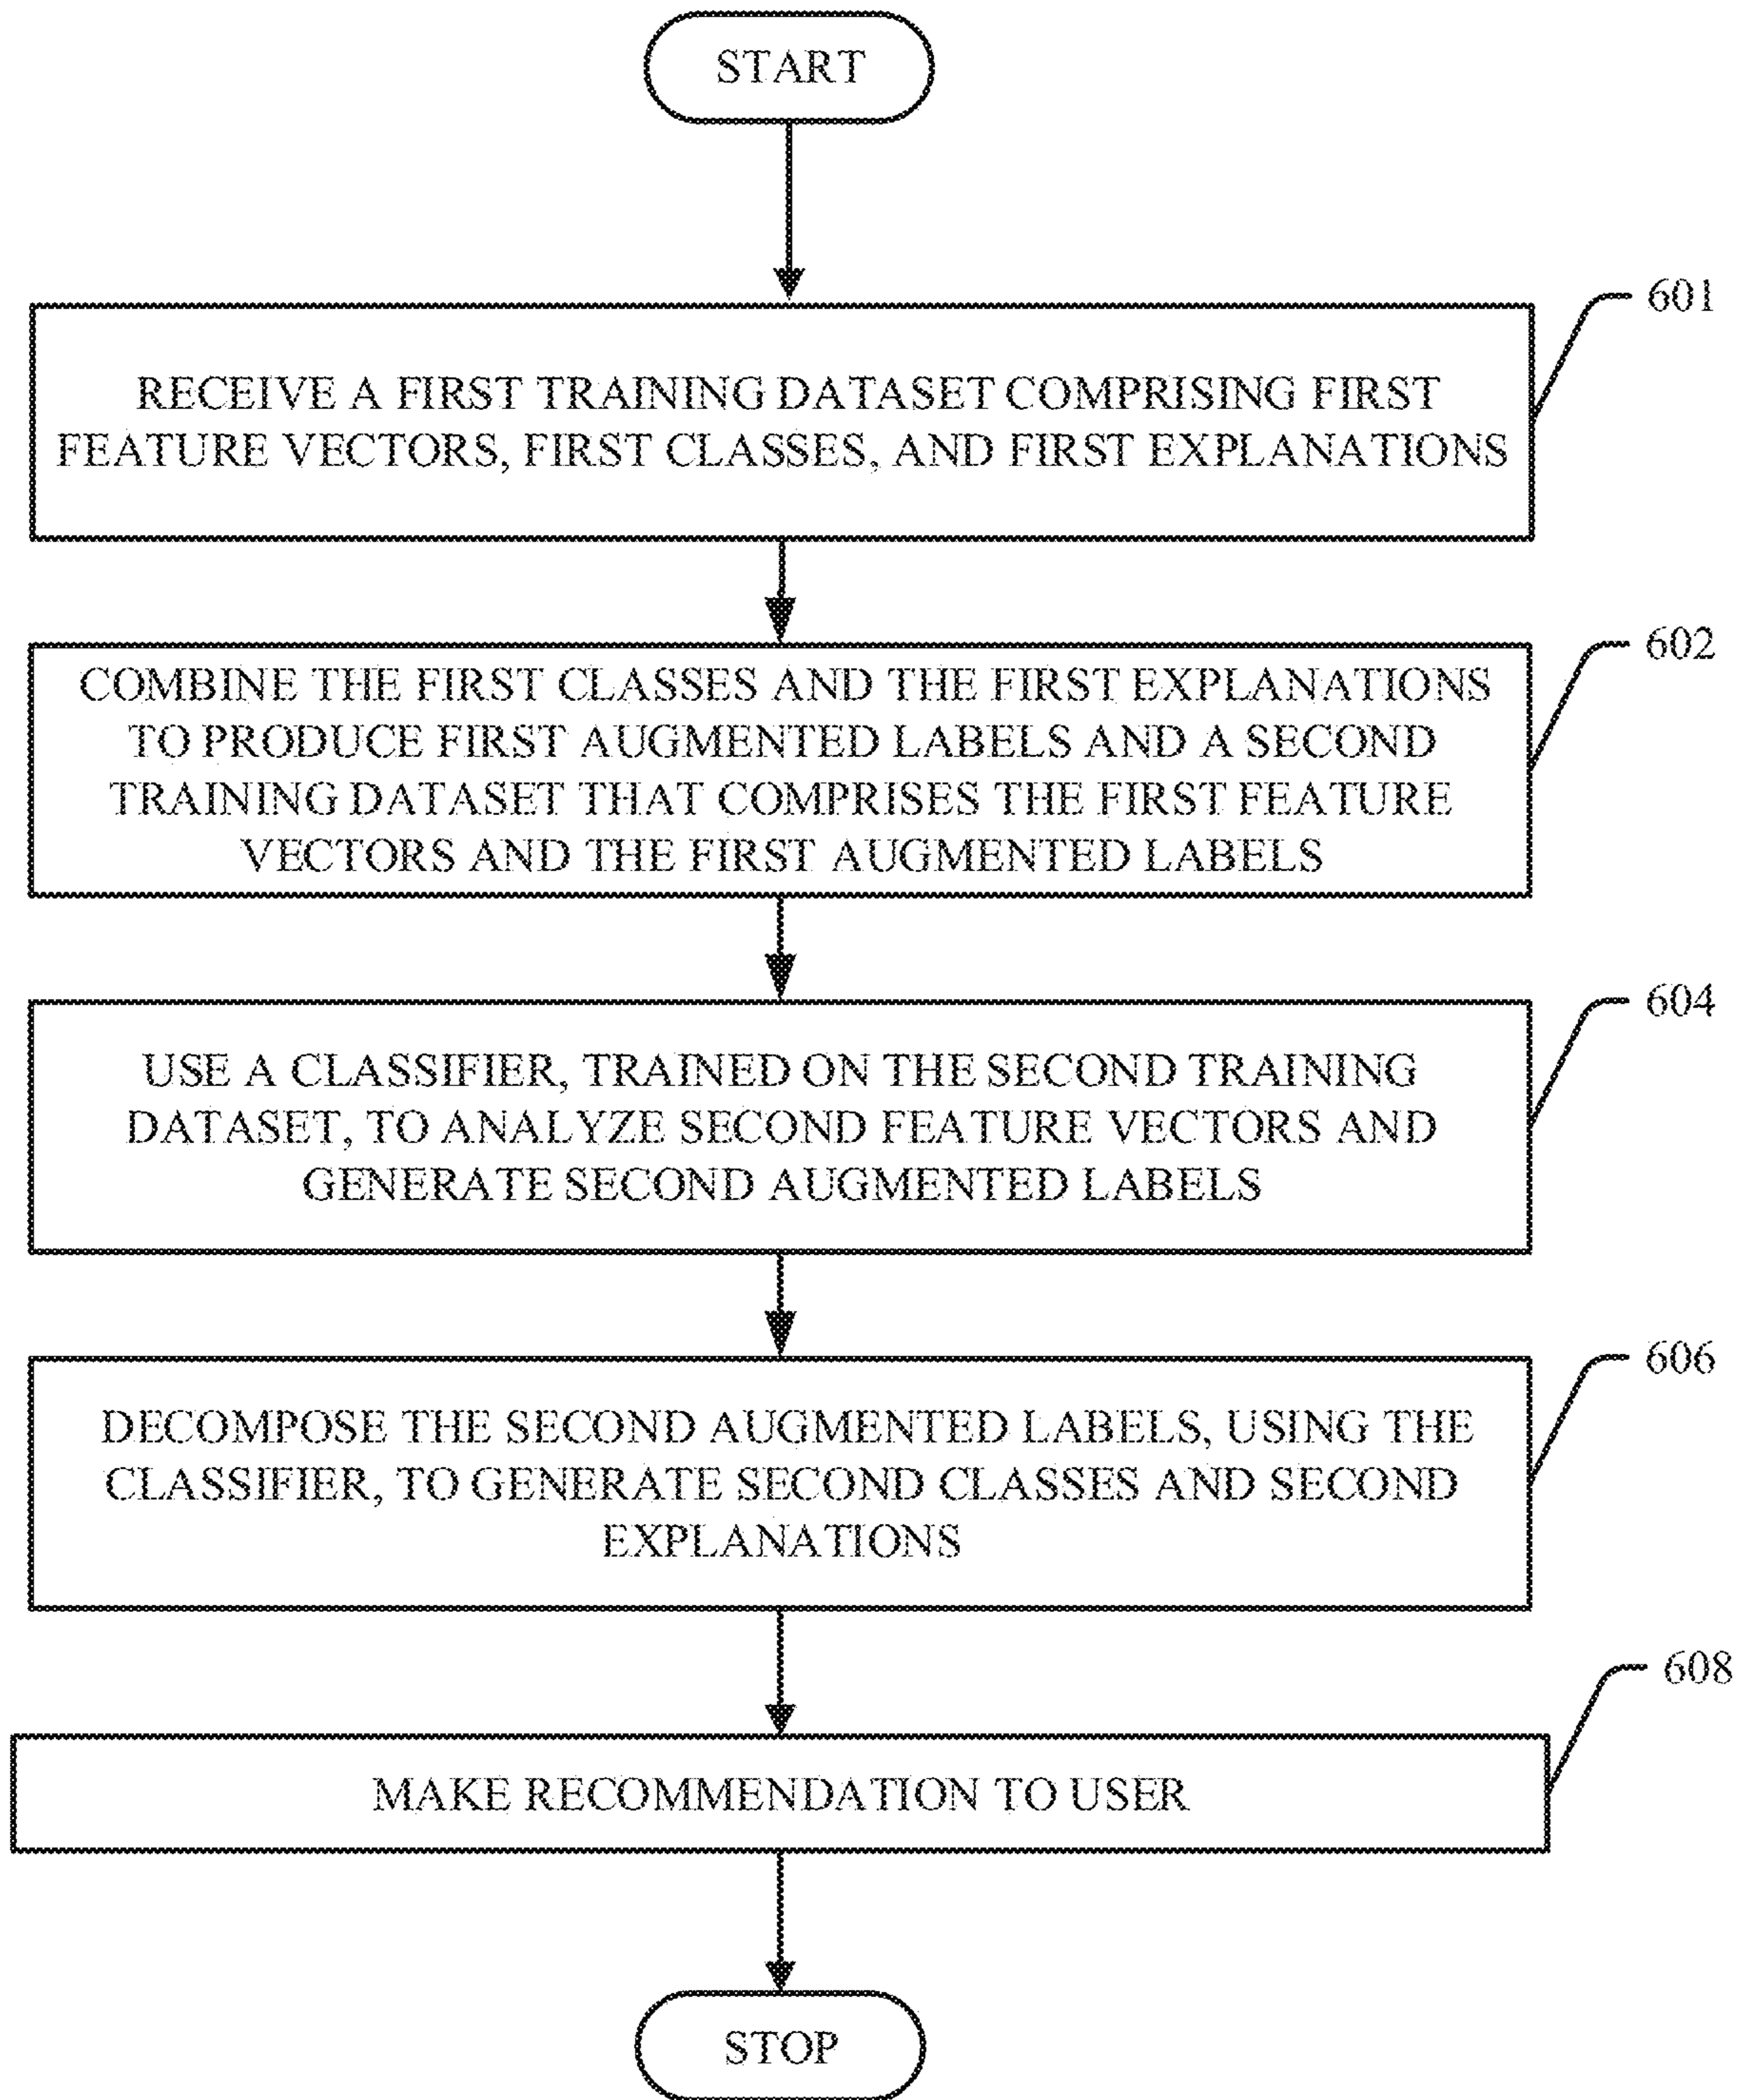 START
601
RECEIVE A FIRST TRAINING DATASET COMPRISING FIRST
FEATURE VECTORS, FIRST CLASSES, AND FIRST EXPLANATIONS
602
COMBINE THE FIRST CLASSES AND THE FIRST EXPLANATIONS
TO PRODUCE FIRST AUGMENTED LABELS AND A SECOND
TRAINING DATASET THAT COMPRISES THE FIRST FEATURE
VECTORS AND THE FIRST AUGMENTED LABELS
604
USE A CLASSIFIER, TRAINED ON THE SECOND TRAINING
DATASET, TO ANALYZE SECOND FEATURE VECTORS AND
GENERATE SECOND AUGMENTED LABELS
606
DECOMPOSE THE SECOND AUGMENTED LABELS, USING THE
CLASSIFIER, TO GENERATE SECOND CLASSES AND SECOND
EXPLANATIONS
608
MAKE RECOMMENDATION TO USER
STOP